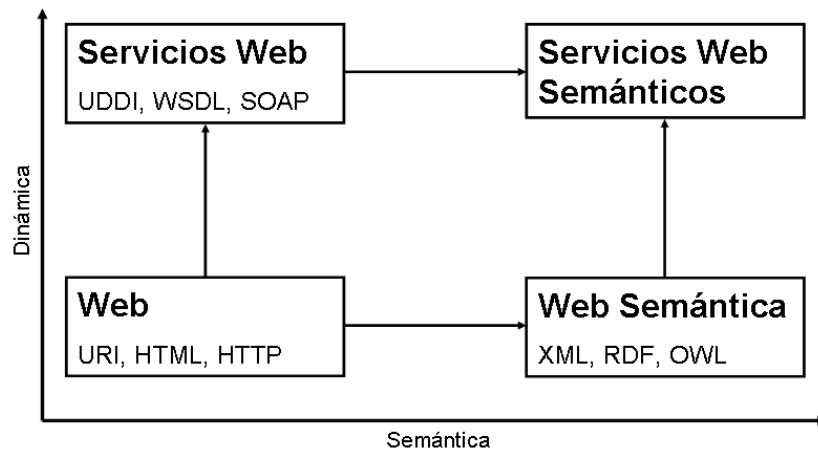 Servicios Web
UDDI, WSDL, SOAP
Servicios Web
Semánticos
Dinámica
Web
URI, HTML, HTTP
Web Semántica
XML, RDF, OWL
Semántica